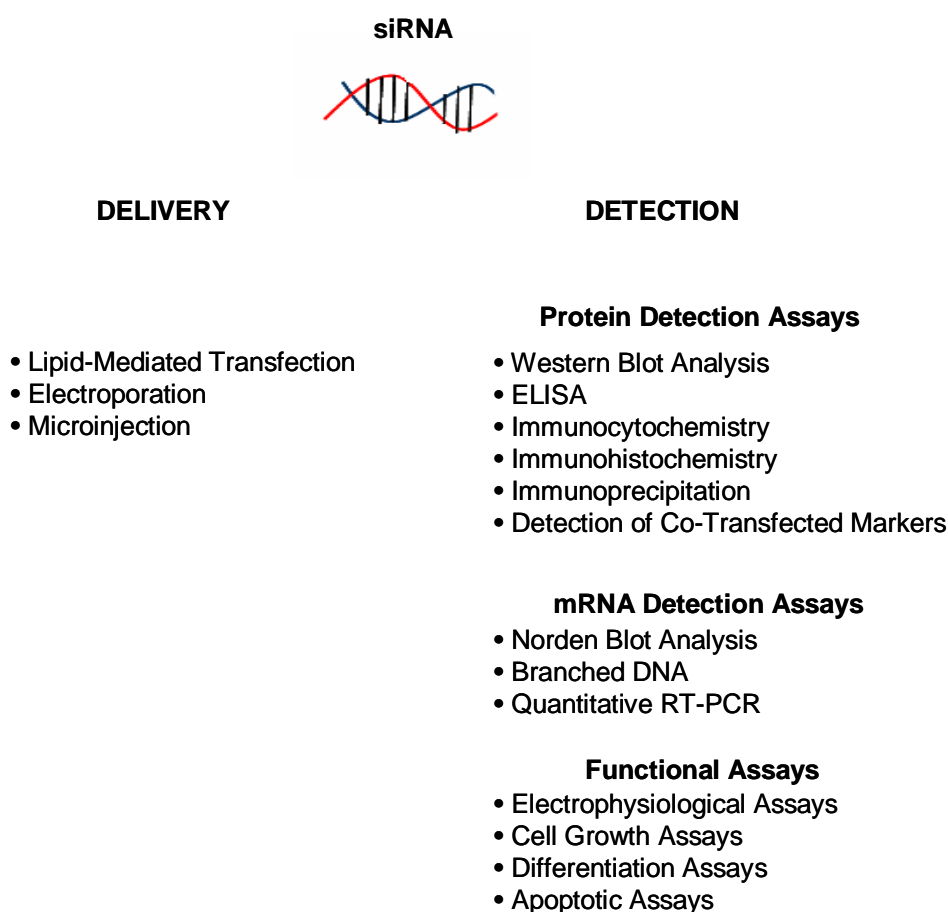 siRNA
DELIVERY
• Lipid-Mediated Transfection
• Electroporation
• Microinjection
DETECTION
Protein Detection Assays
• Western Blot Analysis
• ELISA
• Immunocytochemistry
• Immunohistochemistry
• Immunoprecipitation
• Detection of Co-Transfected Markers
mRNA Detection Assays
• Norden Blot Analysis
• Branched DNA
• Quantitative RT-PCR
Functional Assays
• Electrophysiological Assays
• Cell Growth Assays
• Differentiation Assays
• Apoptotic Assays